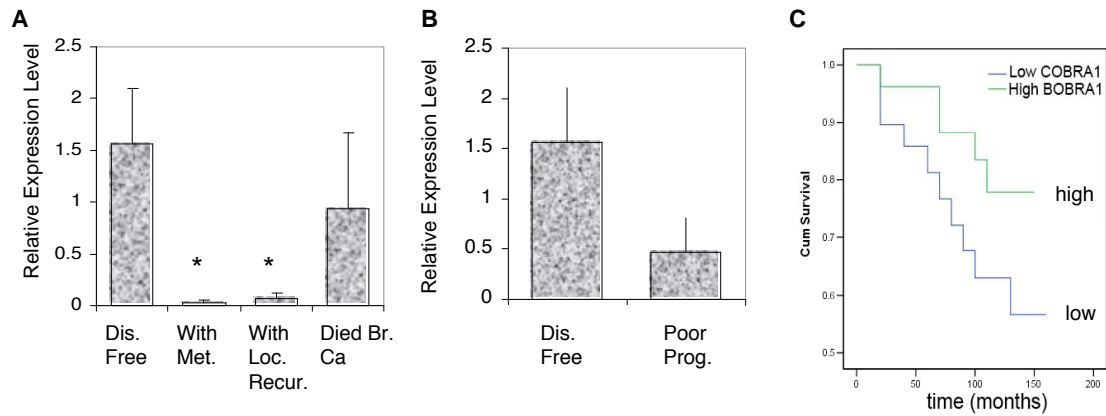 A
Relative Expression Level
2.5
2
1.5
1
0.5
0
*
*
Dis.
Free
With
Met.
With
Loc.
Recur.
Died Br.
Ca
B
Relative Expression Level
2.5
2
1.5
1
0.5
0
Dis.
Free
Poor
Prog.
C
Cum Survival
1.0
0.9
0.8
0.7
0.6
0.5
Low COBRA1
High BOBRA1
high
low
0
50
100
150
200
time (months)